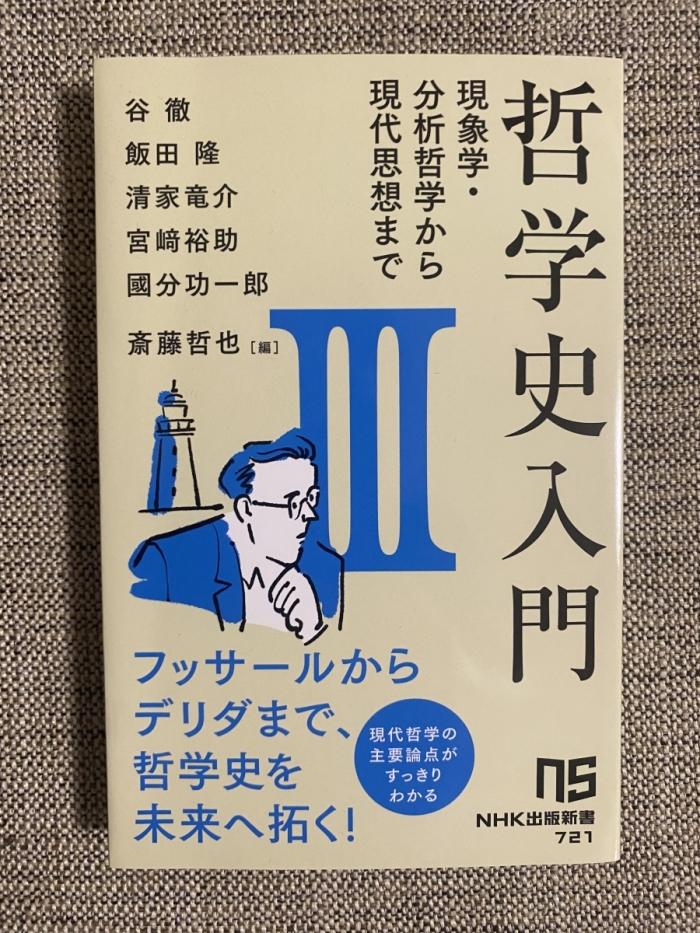 哲学史入門
現象学・
分析哲学から
現代思想まで
谷 徹
飯田 隆
清家竜介
宮﨑裕助
國分功一郎
斎藤哲也［編］
III
フッサールから
デリダまで、
哲学史を
未来へ拓く!
現代哲学の
主要論点が
すっきり
わかる
ns
NHK出版新書
721